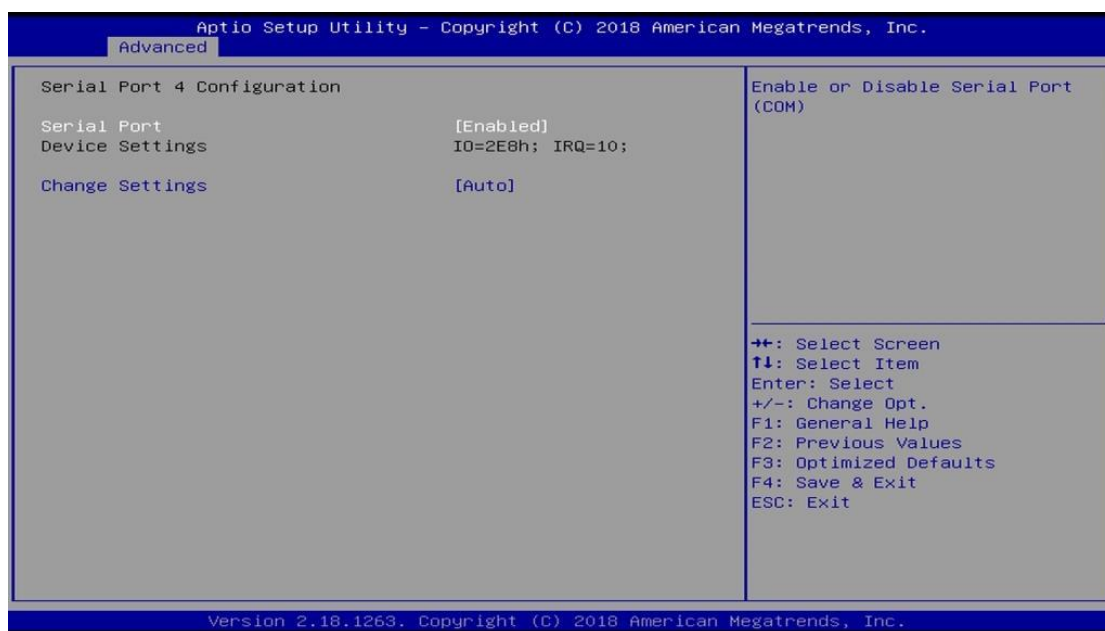 Aptio Setup Utility – Copyright (C) 2018 American Megatrends, Inc.
Advanced
Serial Port 4 Configuration
Serial Port [Enabled]
Device Settings IO=2E8h; IRQ=10;
Change Settings [Auto]
Enable or Disable Serial Port
(COM)
→←: Select Screen
↑↓: Select Item
Enter: Select
+/-: Change Opt.
F1: General Help
F2: Previous Values
F3: Optimized Defaults
F4: Save & Exit
ESC: Exit
Version 2.18.1263. Copyright (C) 2018 American Megatrends, Inc.